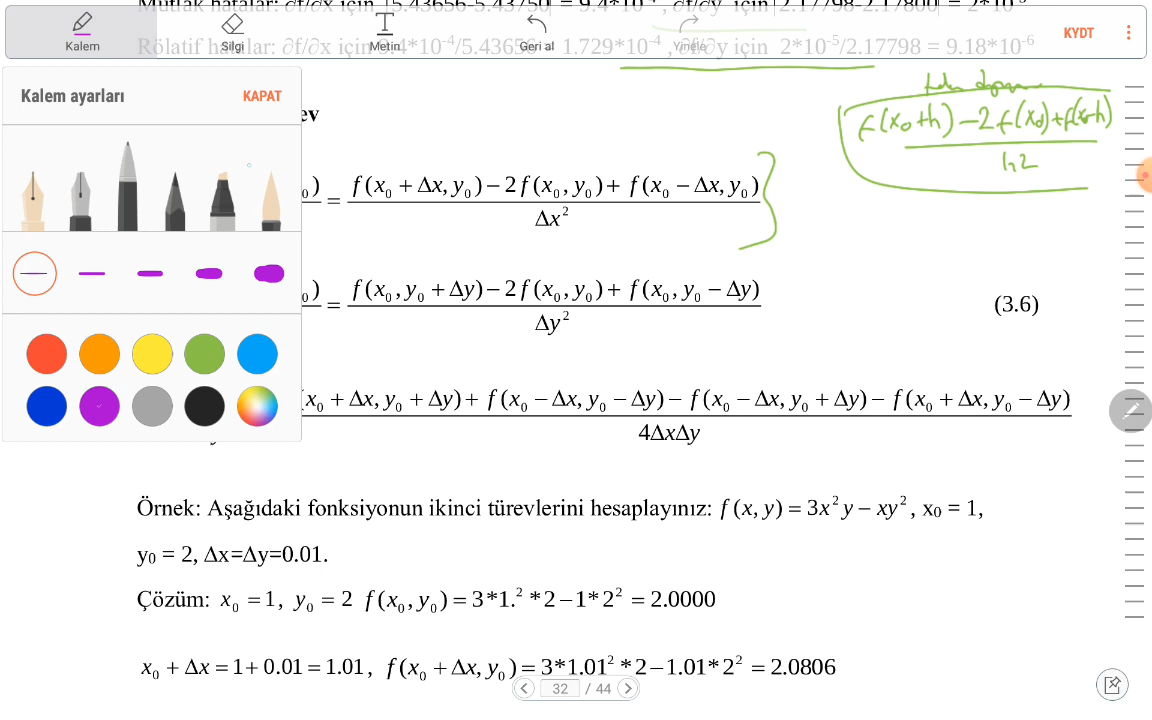 Mutlak hatalar: ∂f/∂x için |5.43656-5.43750| = 9.4*10⁻⁴, ∂f/∂y için |2.17798-2.17800| = 2*10⁻⁵
Kalem Silgi Metin Geri al Yinele KYDT
Rölatif hatalar: ∂f/∂x için 9.4*10⁻⁴/5.43656 = 1.729*10⁻⁴ ,∂f/∂y için 2*10⁻⁵/2.17798 = 9.18*10⁻⁶
Kalem ayarları KAPAT
ev
f(x₀+h) – 2f(x₀) + f(x₀-h)
h2
₀) = f(x₀ + Δx, y₀) – 2f(x₀, y₀) + f(x₀ – Δx, y₀)
Δx²
₀) = f(x₀, y₀ + Δy) – 2f(x₀, y₀) + f(x₀, y₀ – Δy)
Δy²
(3.6)
(x₀ + Δx, y₀ + Δy) + f(x₀ – Δx, y₀ – Δy) – f(x₀ – Δx, y₀ + Δy) – f(x₀ + Δx, y₀ – Δy)
4ΔxΔy
Örnek: Aşağıdaki fonksiyonun ikinci türevlerini hesaplayınız: f(x, y) = 3x²y – xy², x₀ = 1,
y₀ = 2, Δx=Δy=0.01.
Çözüm: x₀ = 1, y₀ = 2 f(x₀, y₀) = 3*1.² *2 – 1*2² = 2.0000
x₀ + Δx = 1 + 0.01 = 1.01, f(x₀ + Δx, y₀) = 3*1.01² *2 – 1.01*2² = 2.0806
32 / 44